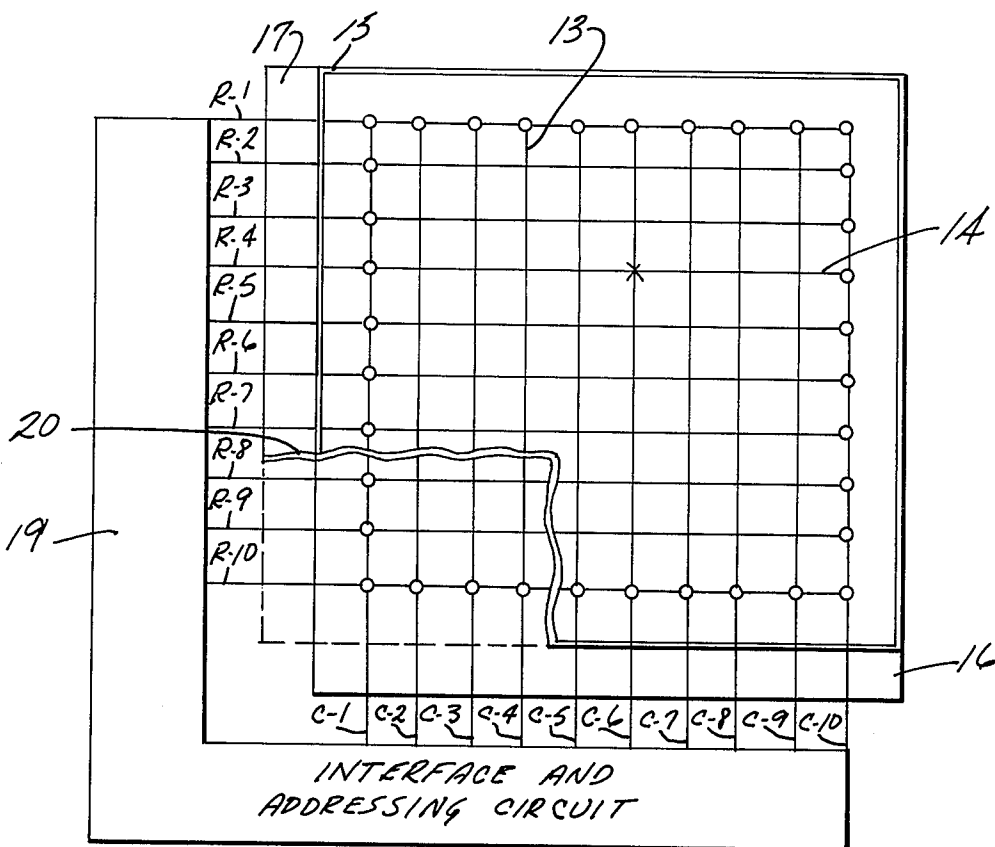 17
15
13
R-1
R-2
R-3
R-4
14
R-5
R-6
R-7
20
R-8
R-9
19
R-10
16
C-1 C-2 C-3 C-4 C-5 C-6 C-7 C-8 C-9 C-10
INTERFACE AND
ADDRESSING CIRCUIT